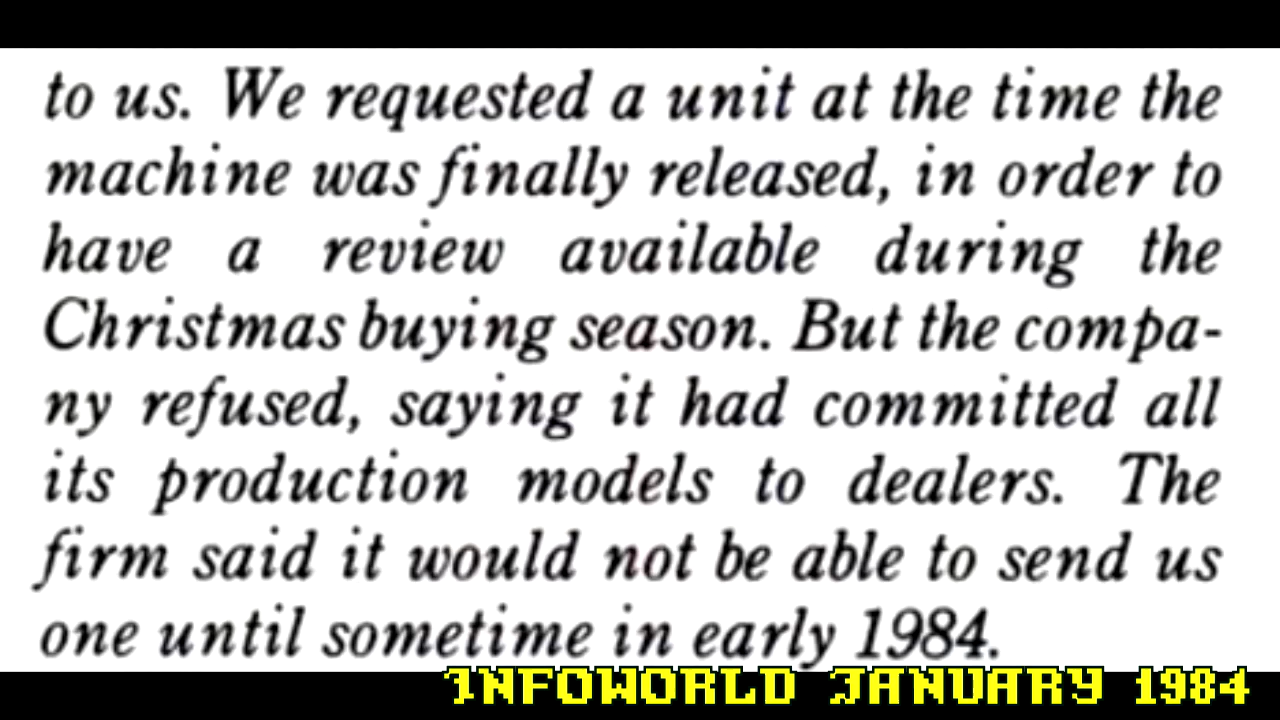 to us. We requested a unit at the time the
machine was finally released, in order to
have a review available during the
Christmas buying season. But the compa-
ny refused, saying it had committed all
its production models to dealers. The
firm said it would not be able to send us
one until sometime in early 1984.
INFOWORLD JANUARY 1984